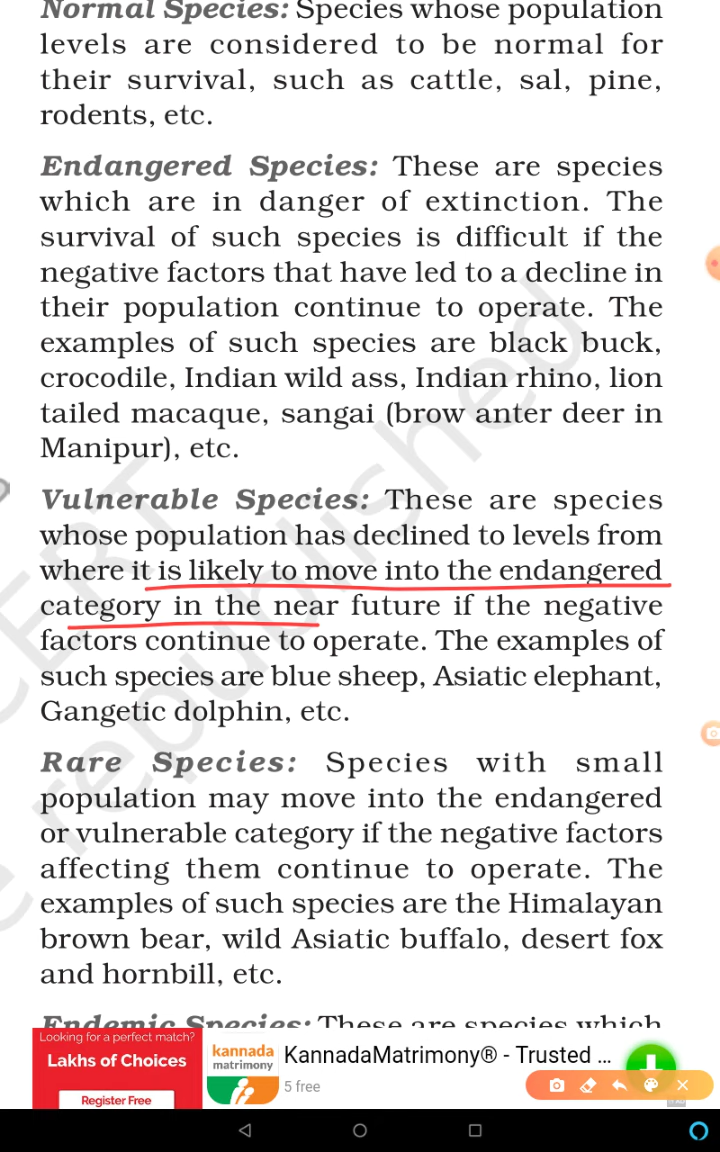 Normal Species: Species whose population
levels are considered to be normal for
their survival, such as cattle, sal, pine,
rodents, etc.
Endangered Species: These are species
which are in danger of extinction. The
survival of such species is difficult if the
negative factors that have led to a decline in
their population continue to operate. The
examples of such species are black buck,
crocodile, Indian wild ass, Indian rhino, lion
tailed macaque, sangai (brow anter deer in
Manipur), etc.
Vulnerable Species: These are species
whose population has declined to levels from
where it is likely to move into the endangered
category in the near future if the negative
factors continue to operate. The examples of
such species are blue sheep, Asiatic elephant,
Gangetic dolphin, etc.
Rare Species: Species with small
population may move into the endangered
or vulnerable category if the negative factors
affecting them continue to operate. The
examples of such species are the Himalayan
brown bear, wild Asiatic buffalo, desert fox
and hornbill, etc.
Endemic Species: These are species which
Looking for a perfect match?
Lakhs of Choices
Register Free
kannada
matrimony
KannadaMatrimony® - Trusted ...
5 free
republished